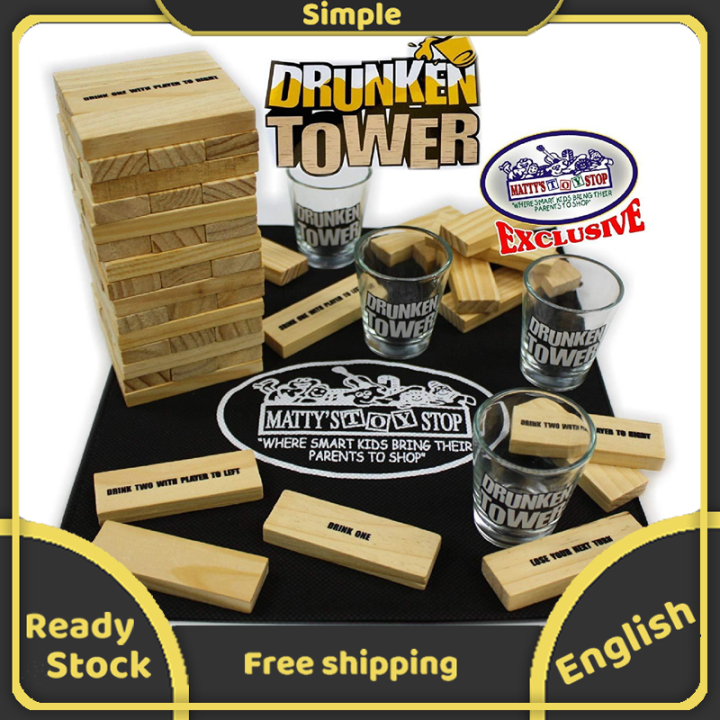 Simple
DRINK ONE WITH PLAYER TO RIGHT
DRUNKEN
TOWER
MATTY'S TOY STOP
"WHERE SMART KIDS BRING THEIR
PARENTS TO SHOP"
EXCLUSIVE
DRUNKEN
TOWER
DRINK ONE WITH PLAYER TO LEFT
DRUNKEN
TOWER
DRUNKEN
TOWER
MATTY'S TOY STOP
"WHERE SMART KIDS BRING THEIR
PARENTS TO SHOP"
DRINK TWO WITH PLAYER TO RIGHT
DRINK TWO WITH PLAYER TO LEFT
DRUNKEN
TOWER
DRINK ONE
LOSE YOUR NEXT TURN
Ready
Stock
Free shipping
English